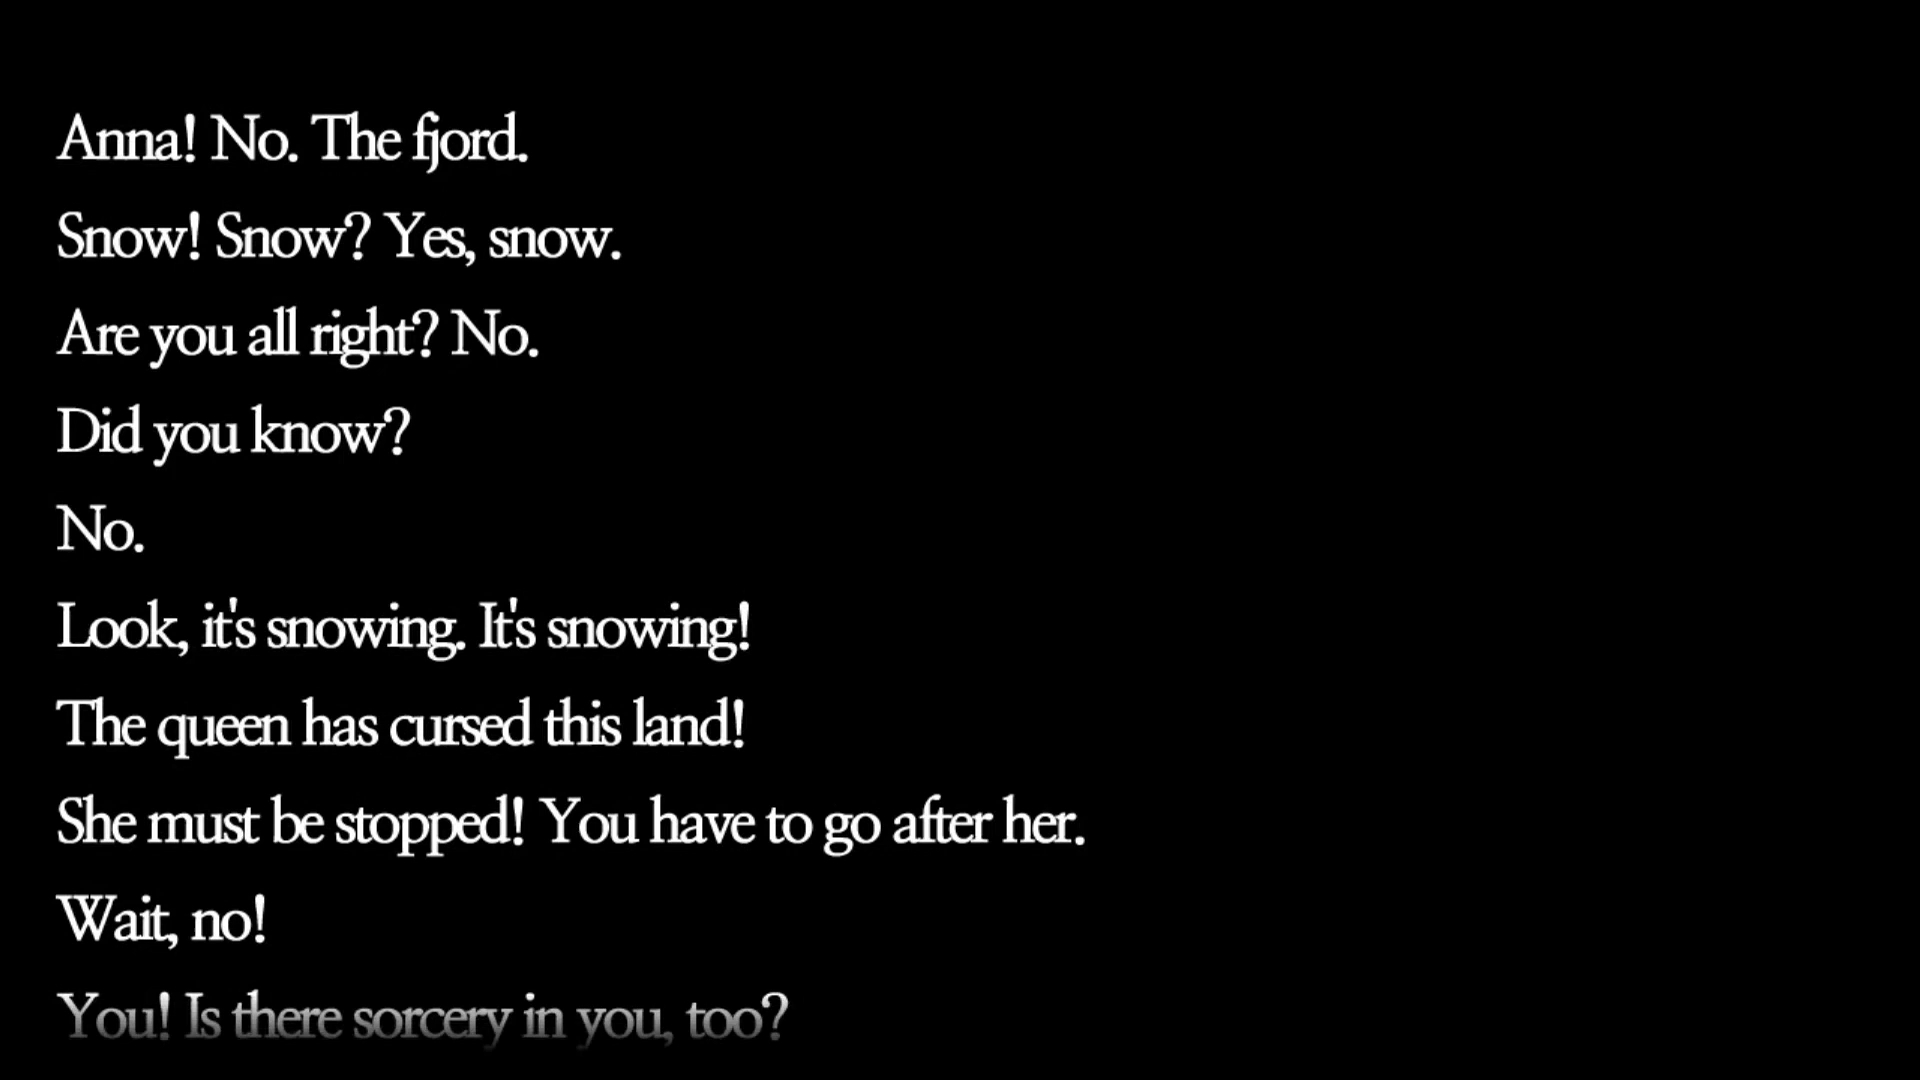 Anna! No. The fjord.
Snow! Snow? Yes, snow.
Are you all right? No.
Did you know?
No.
Look, it's snowing. It's snowing!
The queen has cursed this land!
She must be stopped! You have to go after her.
Wait, no!
You! Is there sorcery in you, too?